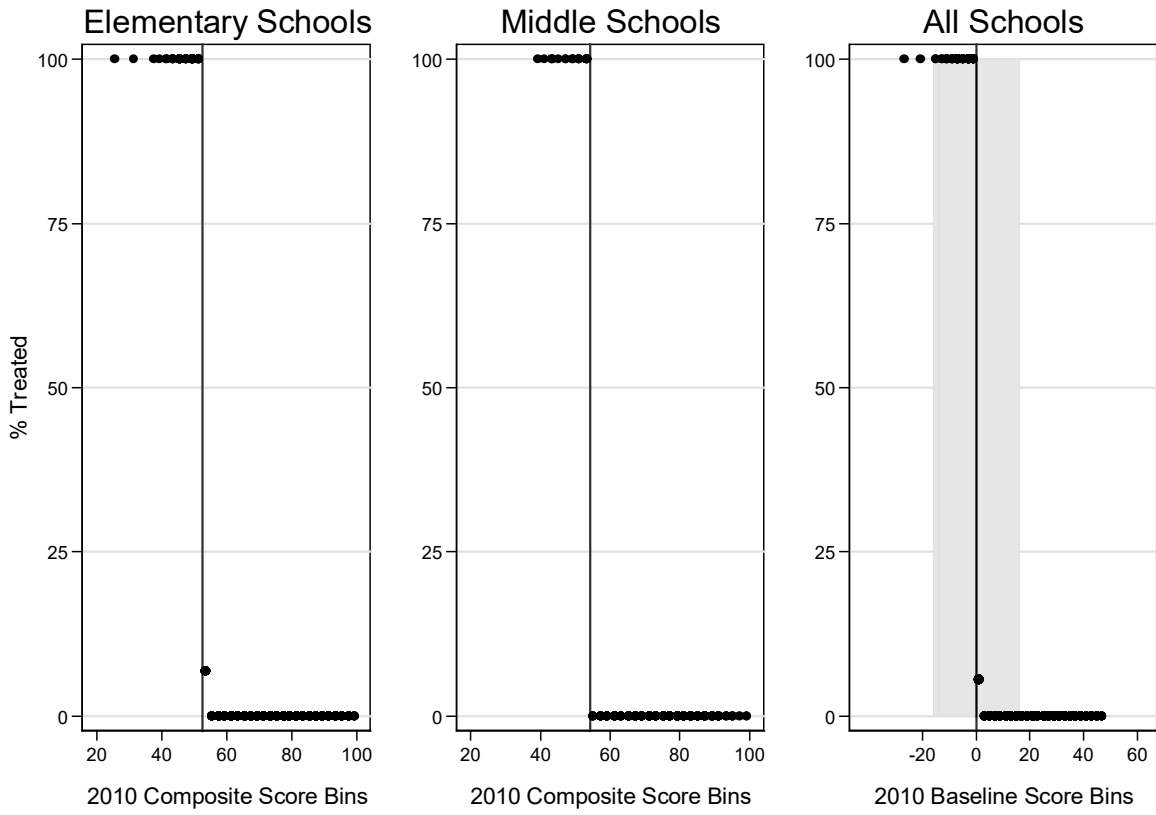 Elementary Schools
Middle Schools
All Schools
% Treated
100
75
50
25
0
20 40 60 80 100
2010 Composite Score Bins
100
75
50
25
0
20 40 60 80 100
2010 Composite Score Bins
100
75
50
25
0
-20 0 20 40 60
2010 Baseline Score Bins